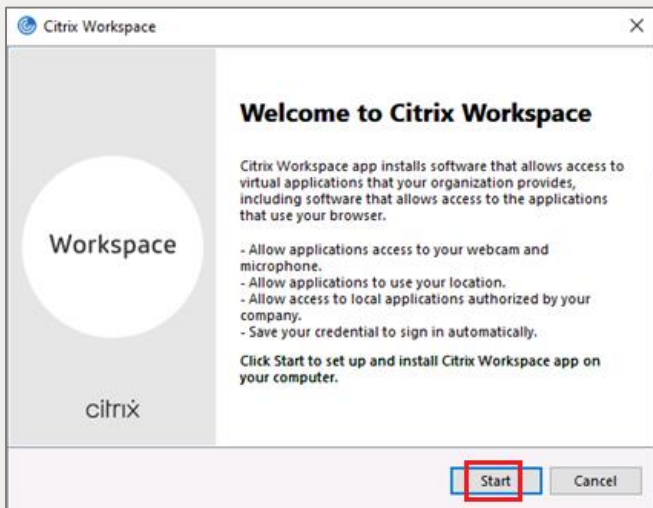 Citrix Workspace
Welcome to Citrix Workspace
Citrix Workspace app installs software that allows access to
virtual applications that your organization provides,
including software that allows access to the applications
that use your browser.
- Allow applications access to your webcam and
microphone.
- Allow applications to use your location.
- Allow access to local applications authorized by your
company.
- Save your credential to sign in automatically.
Click Start to set up and install Citrix Workspace app on
your computer.
Workspace
citrix
Start
Cancel